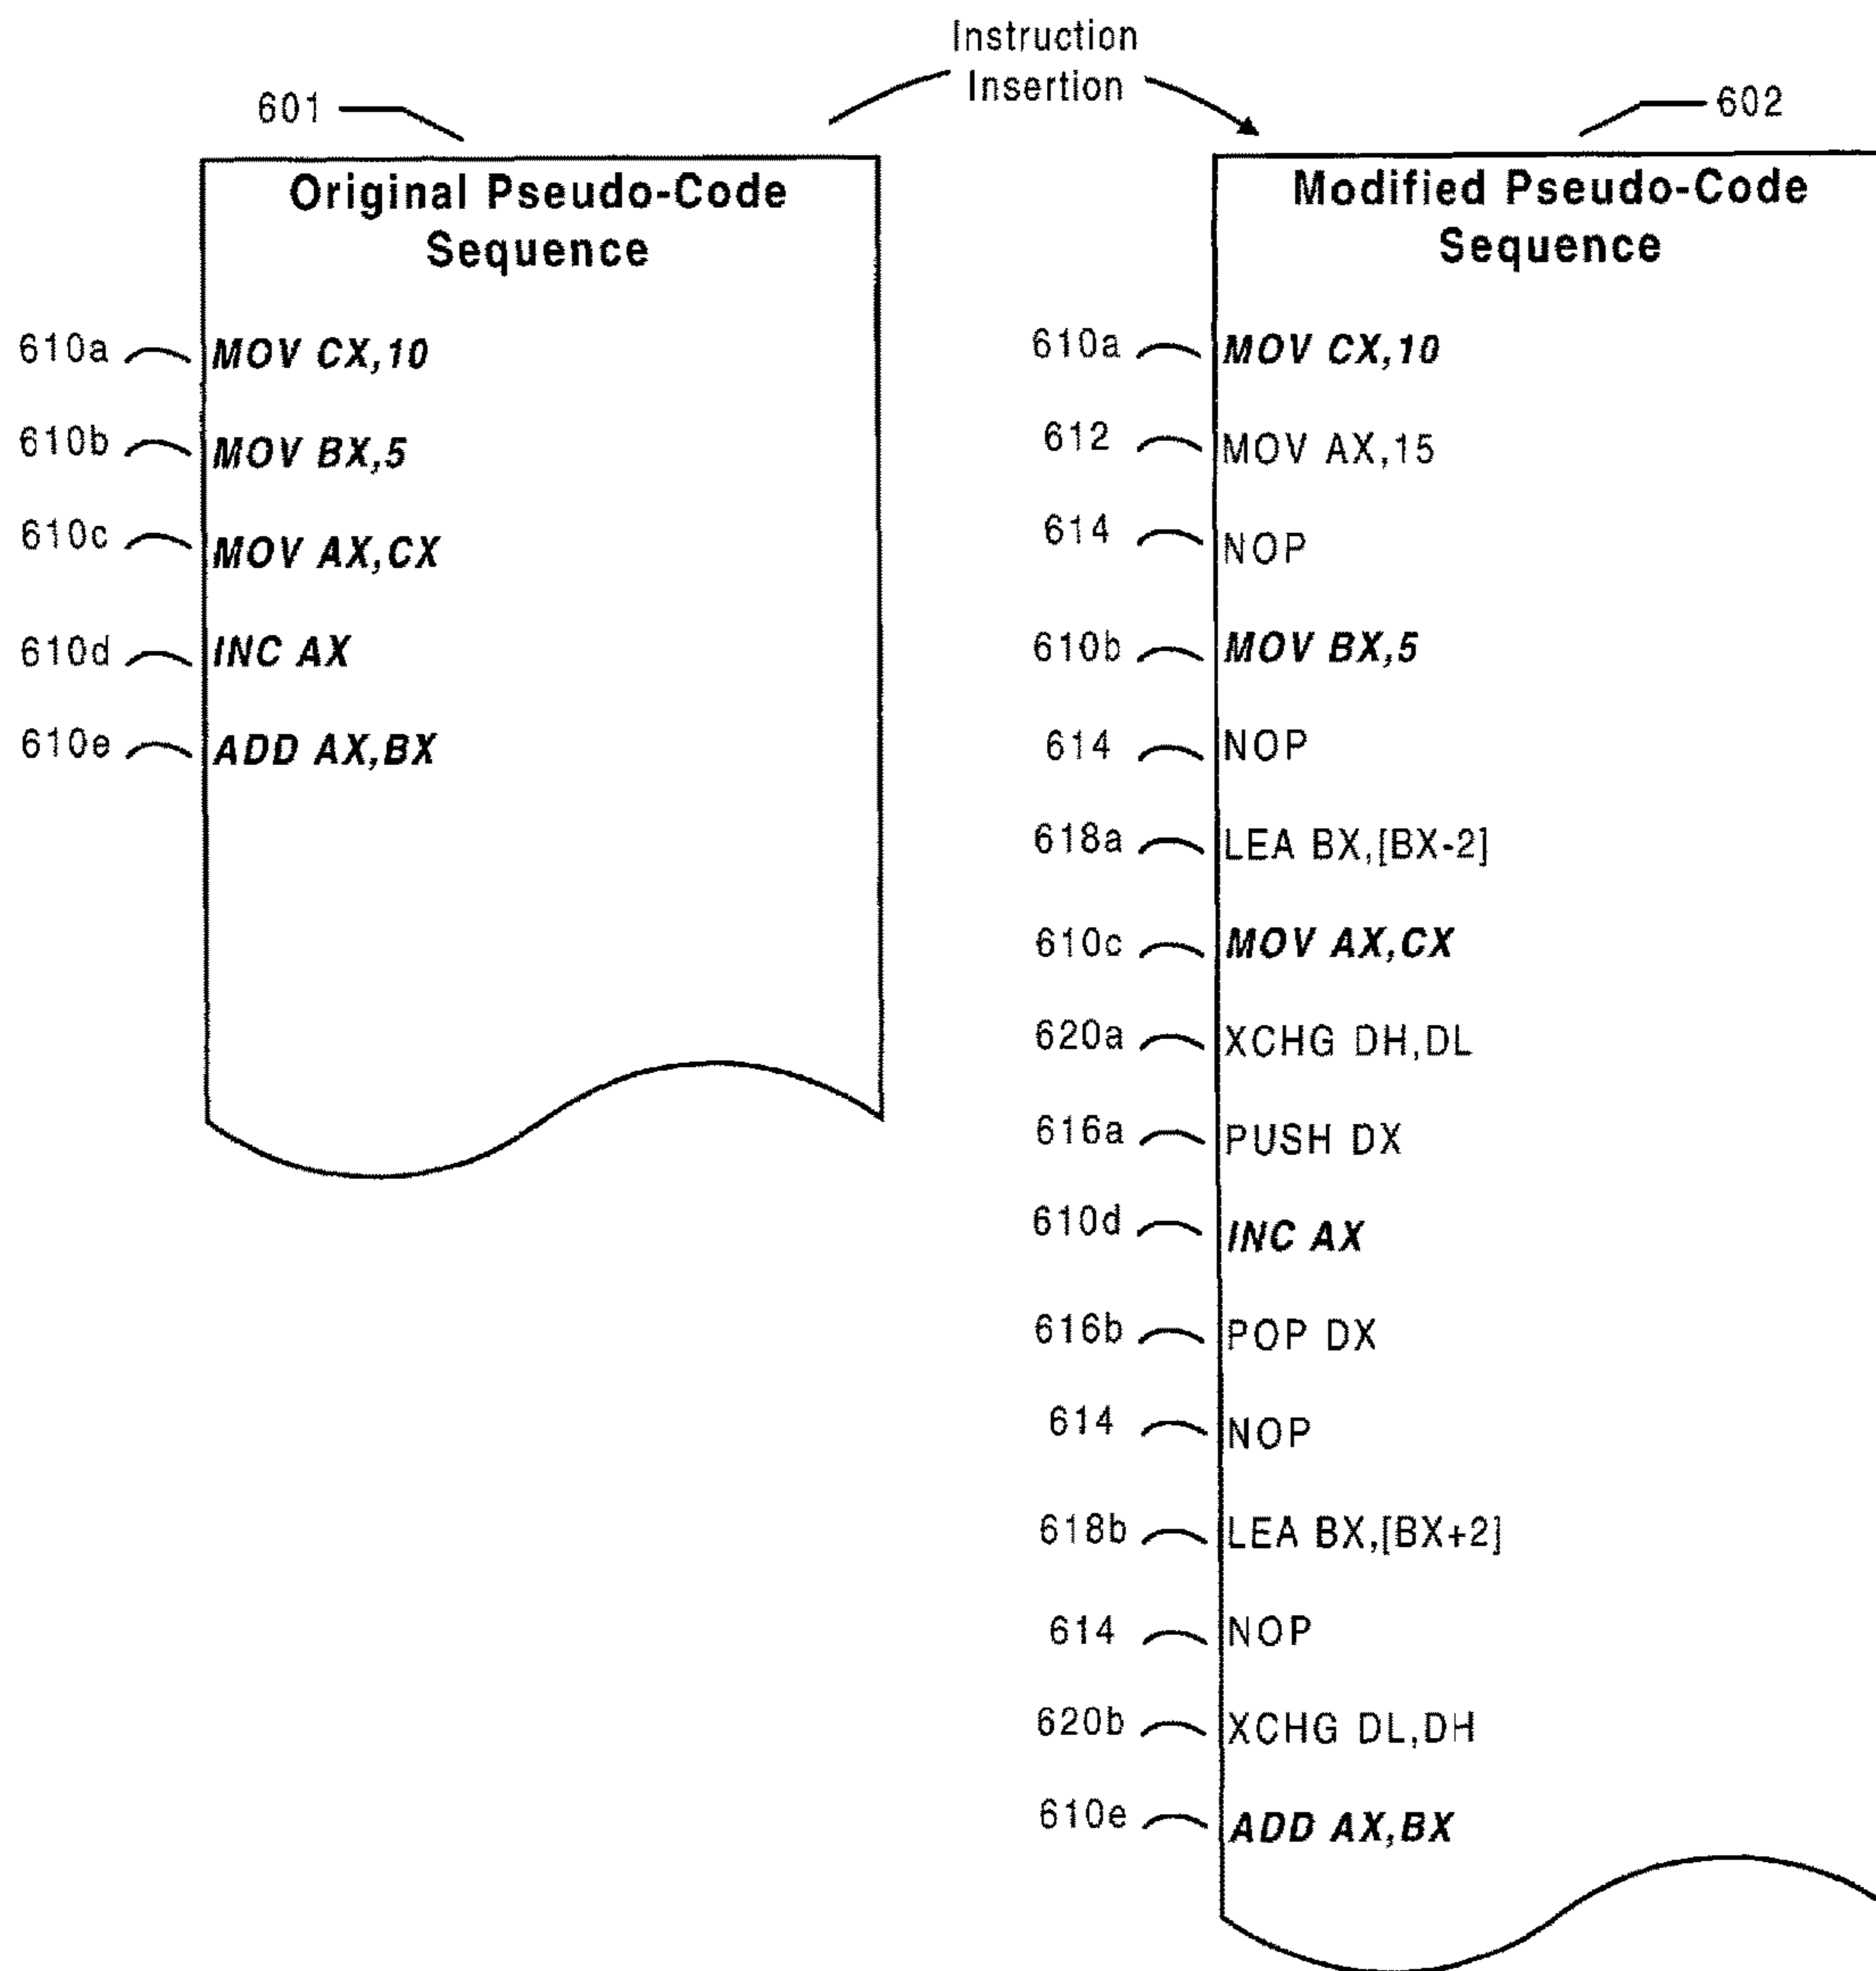 Instruction
Insertion
601
Original Pseudo-Code
Sequence
610a MOV CX,10
610b MOV BX,5
610c MOV AX,CX
610d INC AX
610e ADD AX,BX
602
Modified Pseudo-Code
Sequence
610a MOV CX,10
612 MOV AX,15
614 NOP
610b MOV BX,5
614 NOP
618a LEA BX,[BX-2]
610c MOV AX,CX
620a XCHG DH,DL
616a PUSH DX
610d INC AX
616b POP DX
614 NOP
618b LEA BX,[BX+2]
614 NOP
620b XCHG DL,DH
610e ADD AX,BX